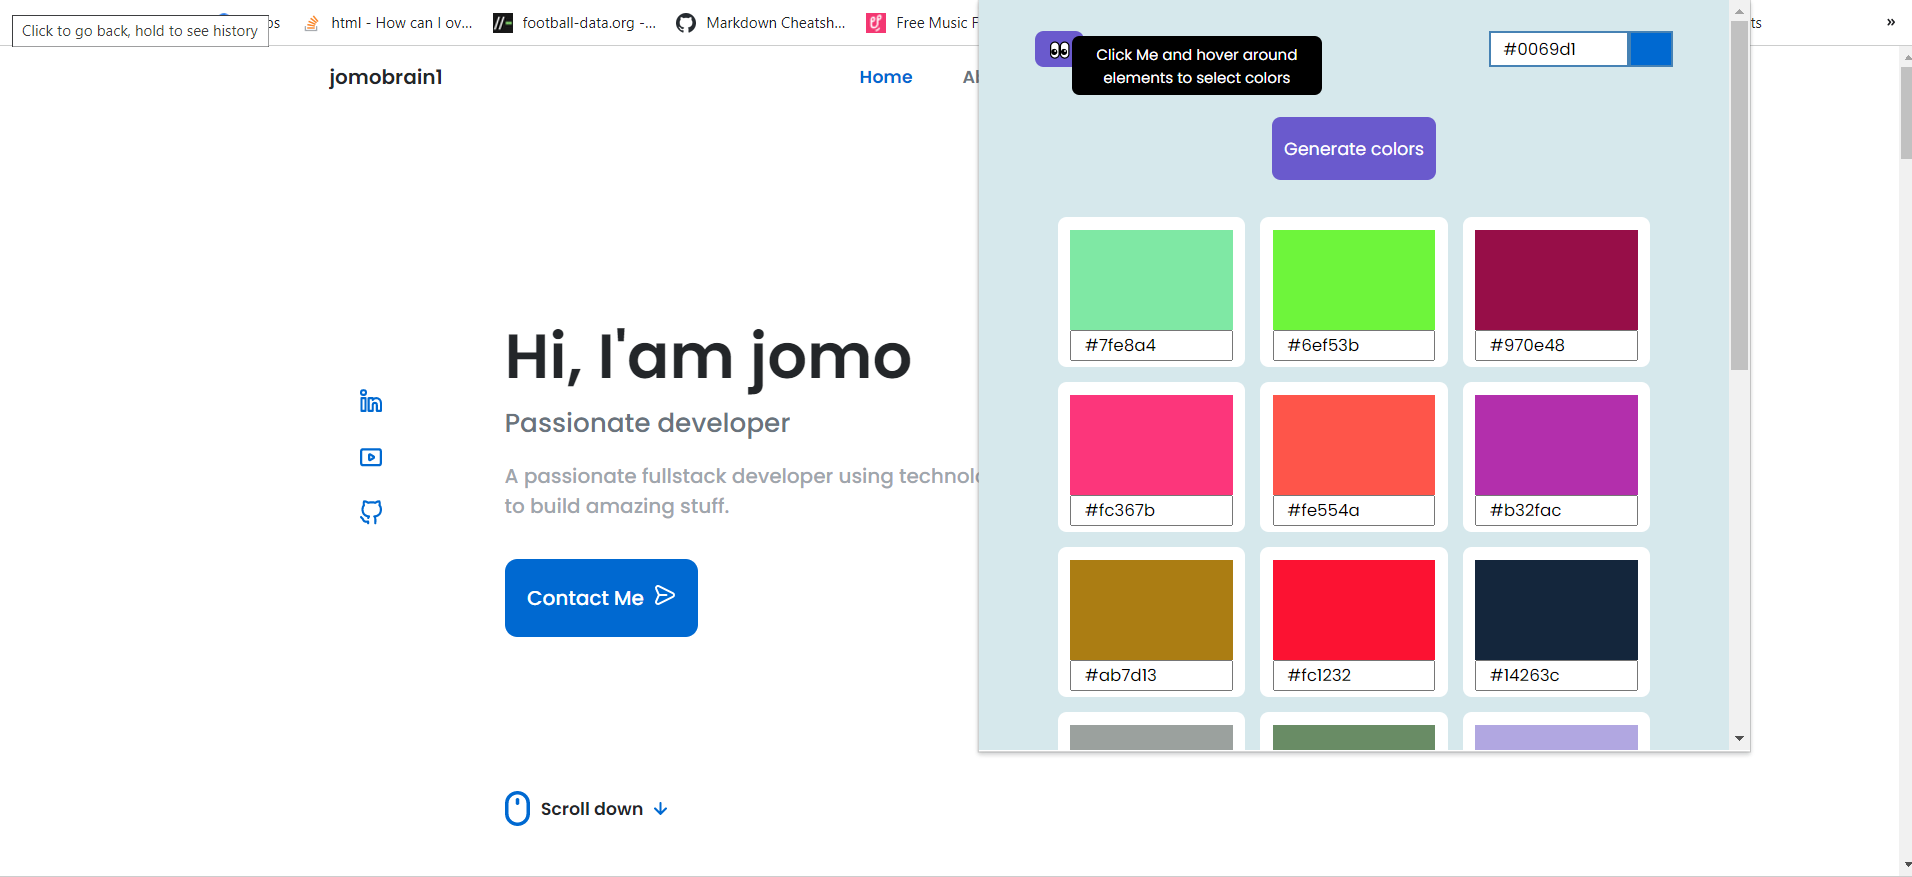 Click to go back, hold to see history
ps
html - How can I ov...
football-data.org -...
Markdown Cheatsh...
Free Music F
ts
»
jomobrain1
Home
Al
Hi, I'am jomo
Passionate developer
A passionate fullstack developer using technolo
to build amazing stuff.
Contact Me
Scroll down
Click Me and hover around
elements to select colors
#0069d1
Generate colors
#7fe8a4
#6ef53b
#970e48
#fc367b
#fe554a
#b32fac
#ab7d13
#fc1232
#14263c